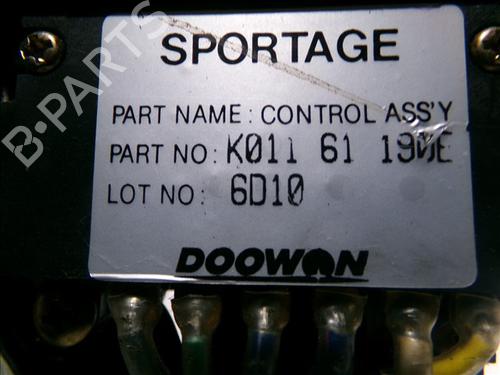 SPORTAGE
PART NAME: CONTROL ASS'Y
PART NO: K011 61 190E
LOT NO: 6D10
DOOWON
B-PARTS